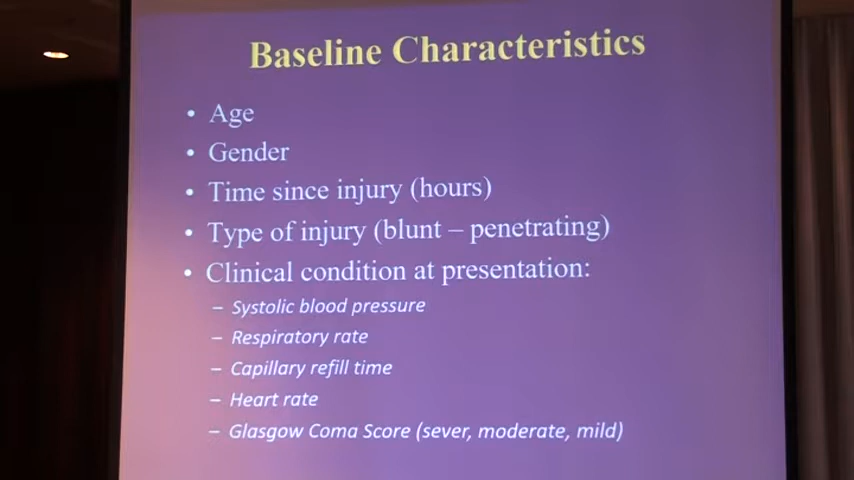 Baseline Characteristics
• Age
• Gender
• Time since injury (hours)
• Type of injury (blunt – penetrating)
• Clinical condition at presentation:
– Systolic blood pressure
– Respiratory rate
– Capillary refill time
– Heart rate
– Glasgow Coma Score (sever, moderate, mild)